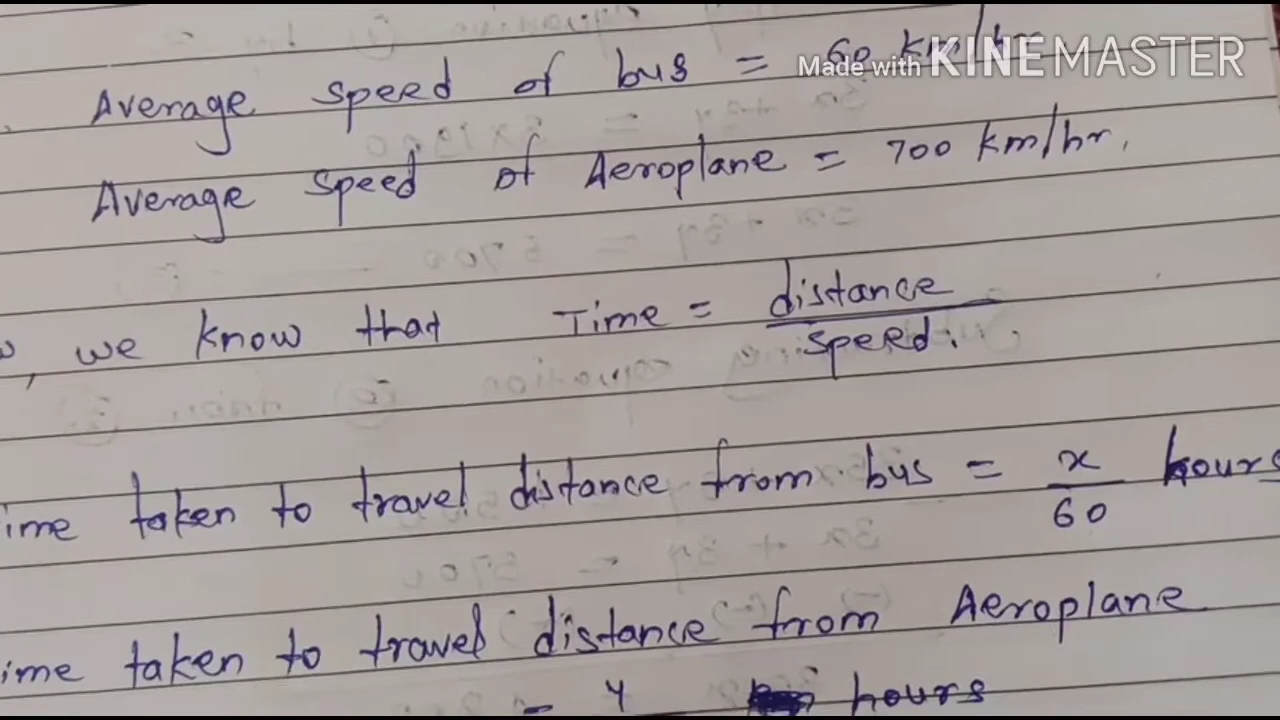 Average speed of bus = 60 km/hr
Made with KINEMASTER
Average speed of Aeroplane = 700 km/hr.
, we know that Time = distance
speed.
ime taken to travel distance from bus = x hours
60
ime taken to travel distance from Aeroplane
= y hours